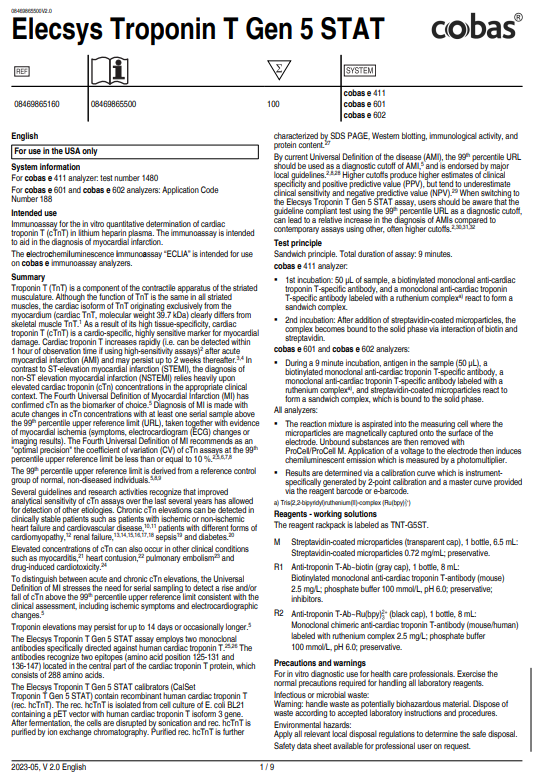 08469865500V2.0
Elecsys Troponin T Gen 5 STAT
cobas®
REF
Σ
SYSTEM
08469865160
08469865500
100
cobas e 411
cobas e 601
cobas e 602
English
For use in the USA only
System information
For cobas e 411 analyzer: test number 1480
For cobas e 601 and cobas e 602 analyzers: Application Code
Number 188
Intended use
Immunoassay for the in vitro quantitative determination of cardiac
troponin T (cTnT) in lithium heparin plasma. The immunoassay is intended
to aid in the diagnosis of myocardial infarction.
The electrochemiluminescence immunoassay "ECLIA" is intended for use
on cobas e immunoassay analyzers.
Summary
Troponin T (TnT) is a component of the contractile apparatus of the striated
musculature. Although the function of TnT is the same in all striated
muscles, the cardiac isoform of TnT originating exclusively from the
myocardium (cardiac TnT, molecular weight 39.7 kDa) clearly differs from
skeletal muscle TnT.1 As a result of its high tissue-specificity, cardiac
troponin T (cTnT) is a cardio-specific, highly sensitive marker for myocardial
damage. Cardiac troponin T increases rapidly (i.e. can be detected within
1 hour of observation time if using high-sensitivity assays)2 after acute
myocardial infarction (AMI) and may persist up to 2 weeks thereafter.3,4 In
contrast to ST-elevation myocardial infarction (STEMI), the diagnosis of
non-ST elevation myocardial infarction (NSTEMI) relies heavily upon
elevated cardiac troponin (cTn) concentrations in the appropriate clinical
context. The Fourth Universal Definition of Myocardial Infarction (MI) has
confirmed cTn as the biomarker of choice.5 Diagnosis of MI is made with
acute changes in cTn concentrations with at least one serial sample above
the 99th percentile upper reference limit (URL), taken together with evidence
of myocardial ischemia (symptoms, electrocardiogram (ECG) changes or
imaging results). The Fourth Universal Definition of MI recommends as an
"optimal precision" the coefficient of variation (CV) of cTn assays at the 99th
percentile upper reference limit be less than or equal to 10 %.2,3,6,7,8
The 99th percentile upper reference limit is derived from a reference control
group of normal, non-diseased individuals.5,8,9
Several guidelines and research activities recognize that improved
analytical sensitivity of cTn assays over the last several years has allowed
for detection of other etiologies. Chronic cTn elevations can be detected in
clinically stable patients such as patients with ischemic or non-ischemic
heart failure and cardiovascular disease,10,11 patients with different forms of
cardiomyopathy,12 renal failure,13,14,15,16,17,18 sepsis19 and diabetes.20
Elevated concentrations of cTn can also occur in other clinical conditions
such as myocarditis,21 heart contusion,22 pulmonary embolism23 and
drug-induced cardiotoxicity.24
To distinguish between acute and chronic cTn elevations, the Universal
Definition of MI stresses the need for serial sampling to detect a rise and/or
fall of cTn above the 99th percentile upper reference limit consistent with the
clinical assessment, including ischemic symptoms and electrocardiographic
changes.5
Troponin elevations may persist for up to 14 days or occasionally longer.5
The Elecsys Troponin T Gen 5 STAT assay employs two monoclonal
antibodies specifically directed against human cardiac troponin T.25,26 The
antibodies recognize two epitopes (amino acid position 125-131 and
136-147) located in the central part of the cardiac troponin T protein, which
consists of 288 amino acids.
The Elecsys Troponin T Gen 5 STAT calibrators (CalSet
Troponin T Gen 5 STAT) contain recombinant human cardiac troponin T
(rec. hcTnT). The rec. hcTnT is isolated from cell culture of E. coli BL21
containing a pET vector with human cardiac troponin T isoform 3 gene.
After fermentation, the cells are disrupted by sonication and rec. hcTnT is
purified by ion exchange chromatography. Purified rec. hcTnT is further
characterized by SDS PAGE, Western blotting, immunological activity, and
protein content.27
By current Universal Definition of the disease (AMI), the 99th percentile URL
should be used as a diagnostic cutoff of AMI,5 and is endorsed by major
local guidelines.2,8,28 Higher cutoffs produce higher estimates of clinical
specificity and positive predictive value (PPV), but tend to underestimate
clinical sensitivity and negative predictive value (NPV).29 When switching to
the Elecsys Troponin T Gen 5 STAT assay, users should be aware that the
guideline compliant test using the 99th percentile URL as a diagnostic cutoff,
can lead to a relative increase in the diagnosis of AMIs compared to
contemporary assays using other, often higher cutoffs.2,30,31,32
Test principle
Sandwich principle. Total duration of assay: 9 minutes.
cobas e 411 analyzer:
▪ 1st incubation: 50 µL of sample, a biotinylated monoclonal anti-cardiac
troponin T-specific antibody, and a monoclonal anti-cardiac troponin
T-specific antibody labeled with a ruthenium complexa) react to form a
sandwich complex.
▪ 2nd incubation: After addition of streptavidin-coated microparticles, the
complex becomes bound to the solid phase via interaction of biotin and
streptavidin.
cobas e 601 and cobas e 602 analyzers:
▪ During a 9 minute incubation, antigen in the sample (50 µL), a
biotinylated monoclonal anti-cardiac troponin T-specific antibody, a
monoclonal anti-cardiac troponin T-specific antibody labeled with a
ruthenium complexa), and streptavidin-coated microparticles react to
form a sandwich complex, which is bound to the solid phase.
All analyzers:
▪ The reaction mixture is aspirated into the measuring cell where the
microparticles are magnetically captured onto the surface of the
electrode. Unbound substances are then removed with
ProCell/ProCell M. Application of a voltage to the electrode then induces
chemiluminescent emission which is measured by a photomultiplier.
▪ Results are determined via a calibration curve which is instrument-
specifically generated by 2-point calibration and a master curve provided
via the reagent barcode or e-barcode.
a) Tris(2,2-bipyridyl)ruthenium(II)-complex (Ru(bpy)
Reagents - working solutions
The reagent rackpack is labeled as TNT-G5ST.
M Streptavidin-coated microparticles (transparent cap), 1 bottle, 6.5 mL:
Streptavidin-coated microparticles 0.72 mg/mL; preservative.
R1 Anti-troponin T-Ab~biotin (gray cap), 1 bottle, 8 mL:
Biotinylated monoclonal anti-cardiac troponin T-antibody (mouse)
2.5 mg/L; phosphate buffer 100 mmol/L, pH 6.0; preservative;
inhibitors.
R2 Anti-troponin T-Ab~Ru(bpy) (black cap), 1 bottle, 8 mL:
Monoclonal chimeric anti-cardiac troponin T-antibody (mouse/human)
labeled with ruthenium complex 2.5 mg/L; phosphate buffer
100 mmol/L, pH 6.0; preservative.
Precautions and warnings
For in vitro diagnostic use for health care professionals. Exercise the
normal precautions required for handling all laboratory reagents.
Infectious or microbial waste:
Warning: handle waste as potentially biohazardous material. Dispose of
waste according to accepted laboratory instructions and procedures.
Environmental hazards:
Apply all relevant local disposal regulations to determine the safe disposal.
Safety data sheet available for professional user on request.
2023-05, V 2.0 English
1 / 9